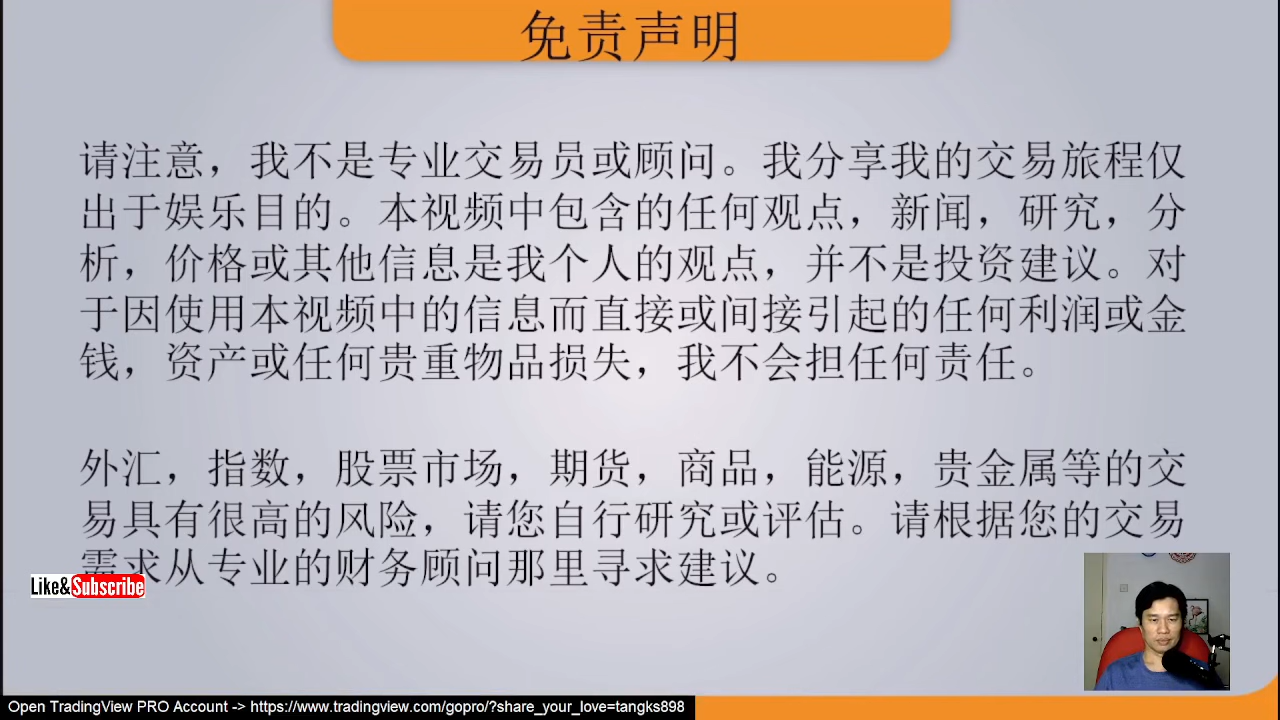 免责声明
请注意，我不是专业交易员或顾问。我分享我的交易旅程仅
出于娱乐目的。本视频中包含的任何观点，新闻，研究，分
析，价格或其他信息是我个人的观点，并不是投资建议。对
于因使用本视频中的信息而直接或间接引起的任何利润或金
钱，资产或任何贵重物品损失，我不会担任何责任。
外汇，指数，股票市场，期货，商品，能源，贵金属等的交
易具有很高的风险，请您自行研究或评估。请根据您的交易
需求从专业的财务顾问那里寻求建议。
Like&Subscribe
Open TradingView PRO Account -> https://www.tradingview.com/gopro/?share_your_love=tangks898